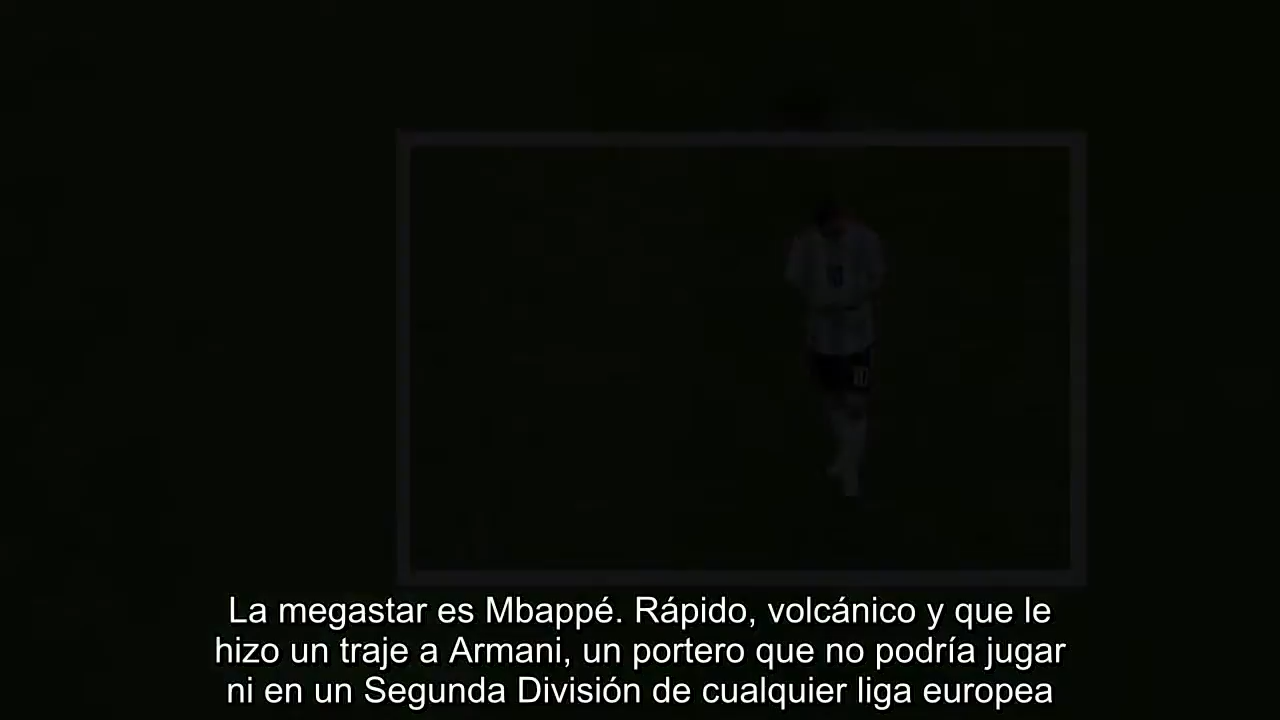 10
La megastar es Mbappé. Rápido, volcánico y que le
hizo un traje a Armani, un portero que no podría jugar
ni en un Segunda División de cualquier liga europea